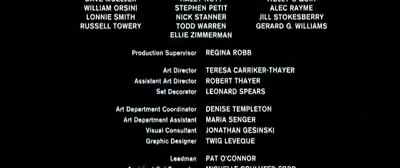 WILLIAM ORSINI STEPHEN PETIT ALEC RAYME
LONNIE SMITH NICK STANNER JILL STOKESBERRY
RUSSELL TOWERY TODD WARREN GERARD G. WILLIAMS
ELLIE ZIMMERMAN
Production Supervisor REGINA ROBB
Art Director TERESA CARRIKER-THAYER
Assistant Art Director ROBERT THAYER
Set Decorator LEONARD SPEARS
Art Department Coordinator DENISE TEMPLETON
Art Department Assistant MARIA SENGER
Visual Consultant JONATHAN GESINSKI
Graphic Designer TWIG LEVEQUE
Leadman PAT O'CONNOR